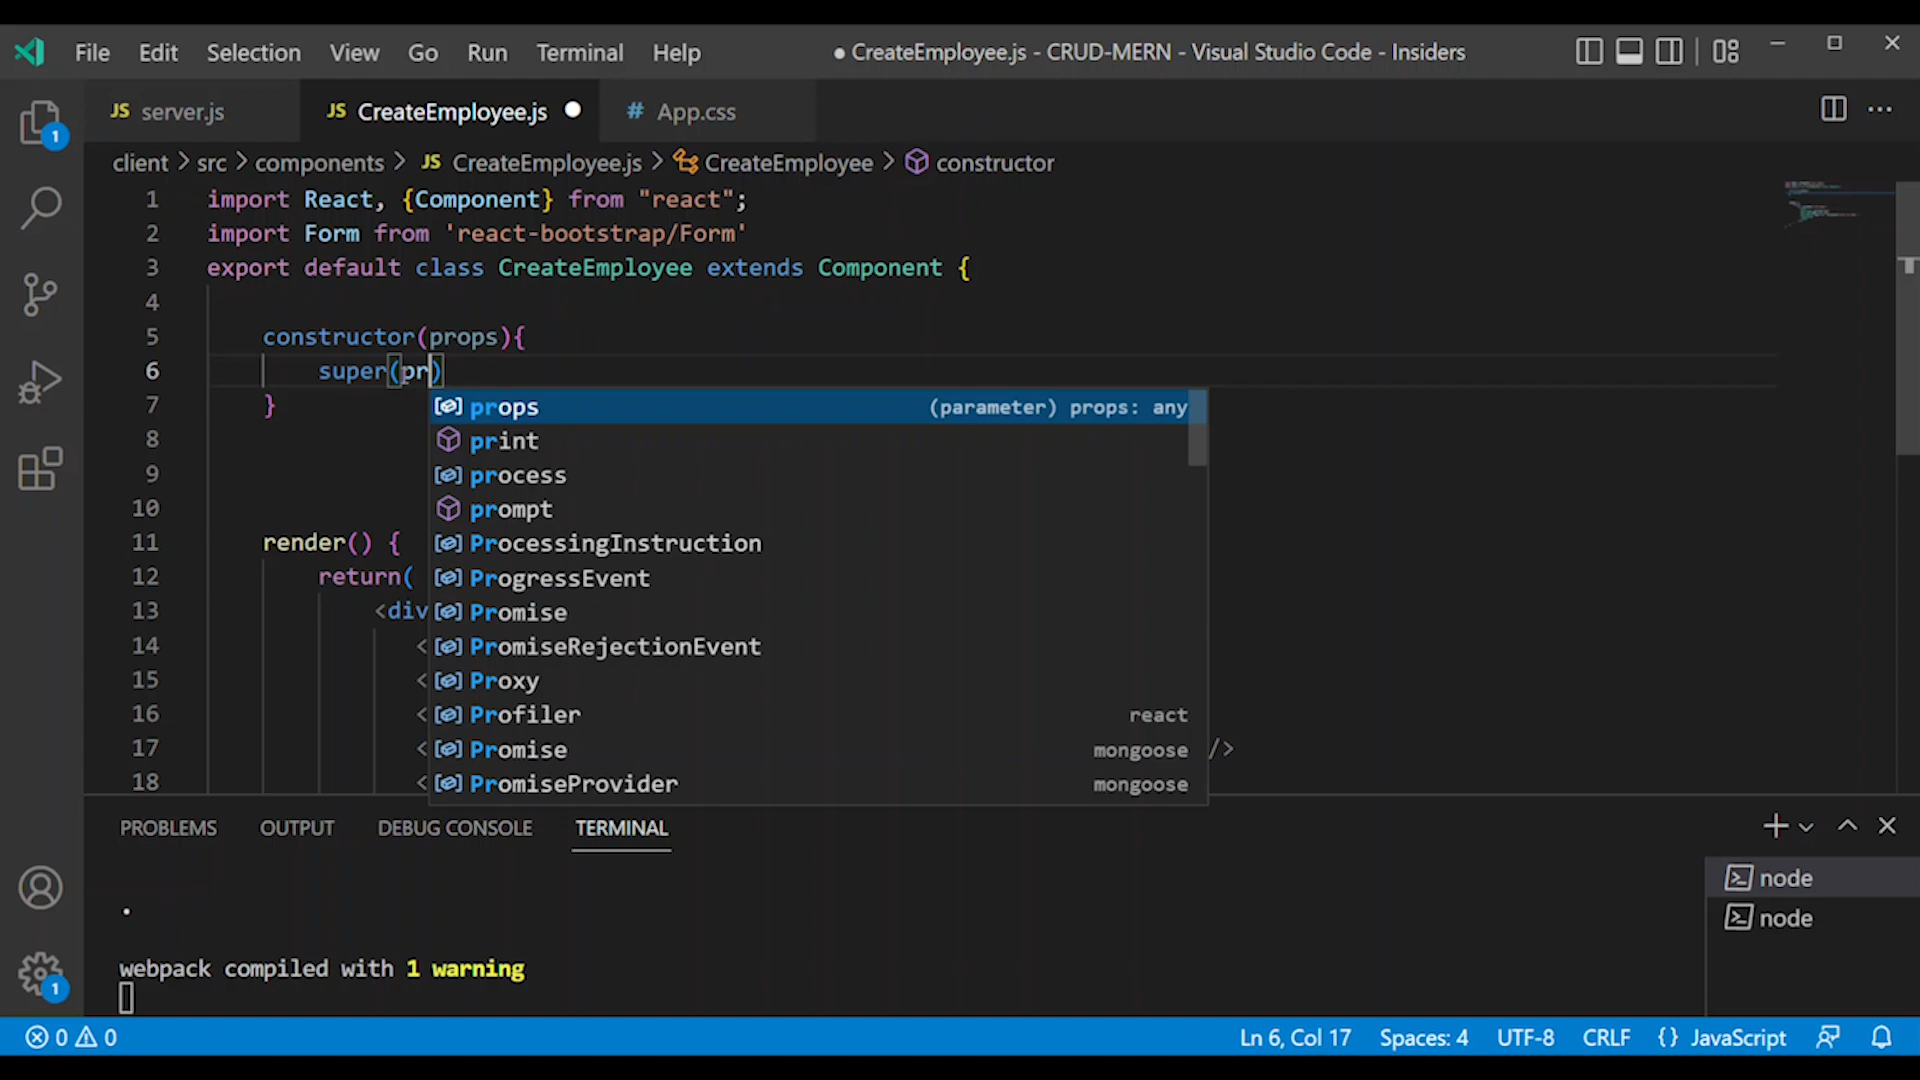 File Edit Selection View Go Run Terminal Help ● CreateEmployee.js - CRUD-MERN - Visual Studio Code - Insiders
JS server.js JS CreateEmployee.js ● # App.css ···
client > src > components > JS CreateEmployee.js > CreateEmployee > constructor
1 import React, {Component} from "react";
2 import Form from 'react-bootstrap/Form'
3 export default class CreateEmployee extends Component {
4
5 constructor(props){
6 super(pr)
7 }
8
9
10
11 render() {
12 return(
13 <div
14 <
15 <
16 <
17 < />
18 <
props (parameter) props: any
print
process
prompt
ProcessingInstruction
ProgressEvent
Promise
PromiseRejectionEvent
Proxy
Profiler react
Promise mongoose
PromiseProvider mongoose
PROBLEMS OUTPUT DEBUG CONSOLE TERMINAL
.
webpack compiled with 1 warning
node
node
1
1
0 0 Ln 6, Col 17 Spaces: 4 UTF-8 CRLF {} JavaScript